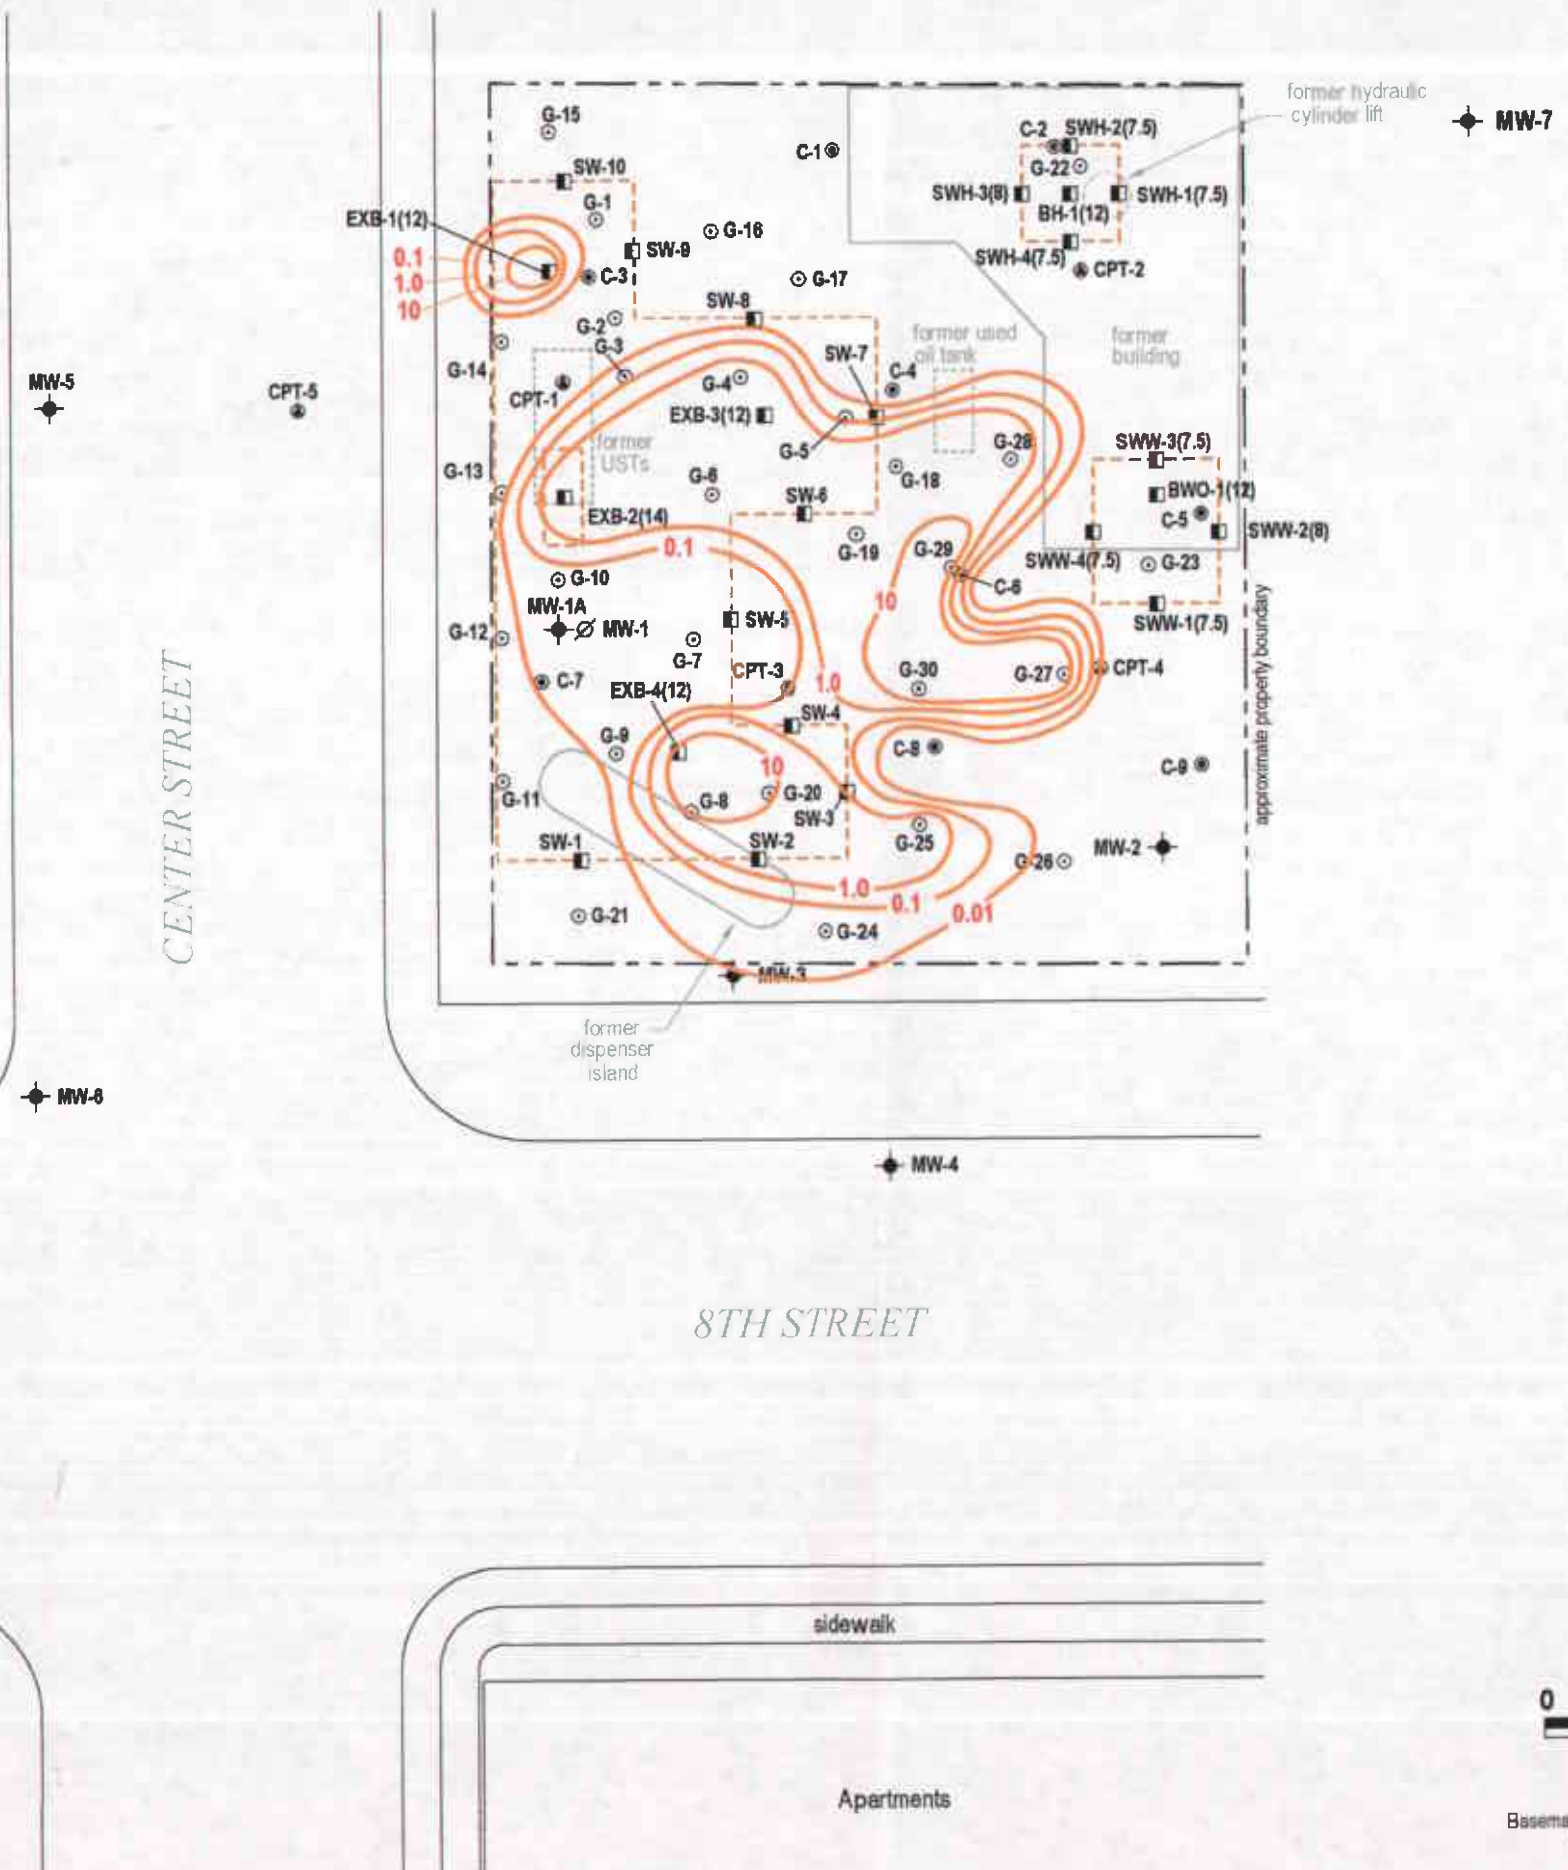 former hydraulic
cylinder lift
MW-7
G-15
C-1
C-2
SWH-2(7.5)
G-22
SW-10
SWH-3(8)
SWH-1(7.5)
BH-1(12)
EXB-1(12)
G-1
G-16
SW-9
SWH-4(7.5)
CPT-2
0.1
1.0
10
C-3
G-17
SW-8
G-2
G-3
former used
oil tank
former
building
SW-7
G-14
MW-5
CPT-5
CPT-1
G-4
C-4
EXB-3(12)
G-5
former
USTs
G-28
SWW-3(7.5)
G-13
G-6
G-18
SW-6
BWO-1(12)
C-5
EXB-2(14)
SWW-2(8)
0.1
G-19
G-29
SWW-4(7.5)
G-23
G-10
C-6
MW-1A
10
G-12
MW-1
SW-5
SWW-1(7.5)
G-7
CPT-3
C-7
EXB-4(12)
1.0
G-30
G-27
CPT-4
approximate property boundary
CENTER STREET
SW-4
G-9
C-8
10
C-9
G-11
G-8
G-20
SW-3
SW-1
SW-2
G-25
G-26
MW-2
1.0
0.1
0.01
G-21
G-24
MW-3
former
dispenser
island
MW-6
MW-4
8TH STREET
sidewalk
0
Apartments
Basema